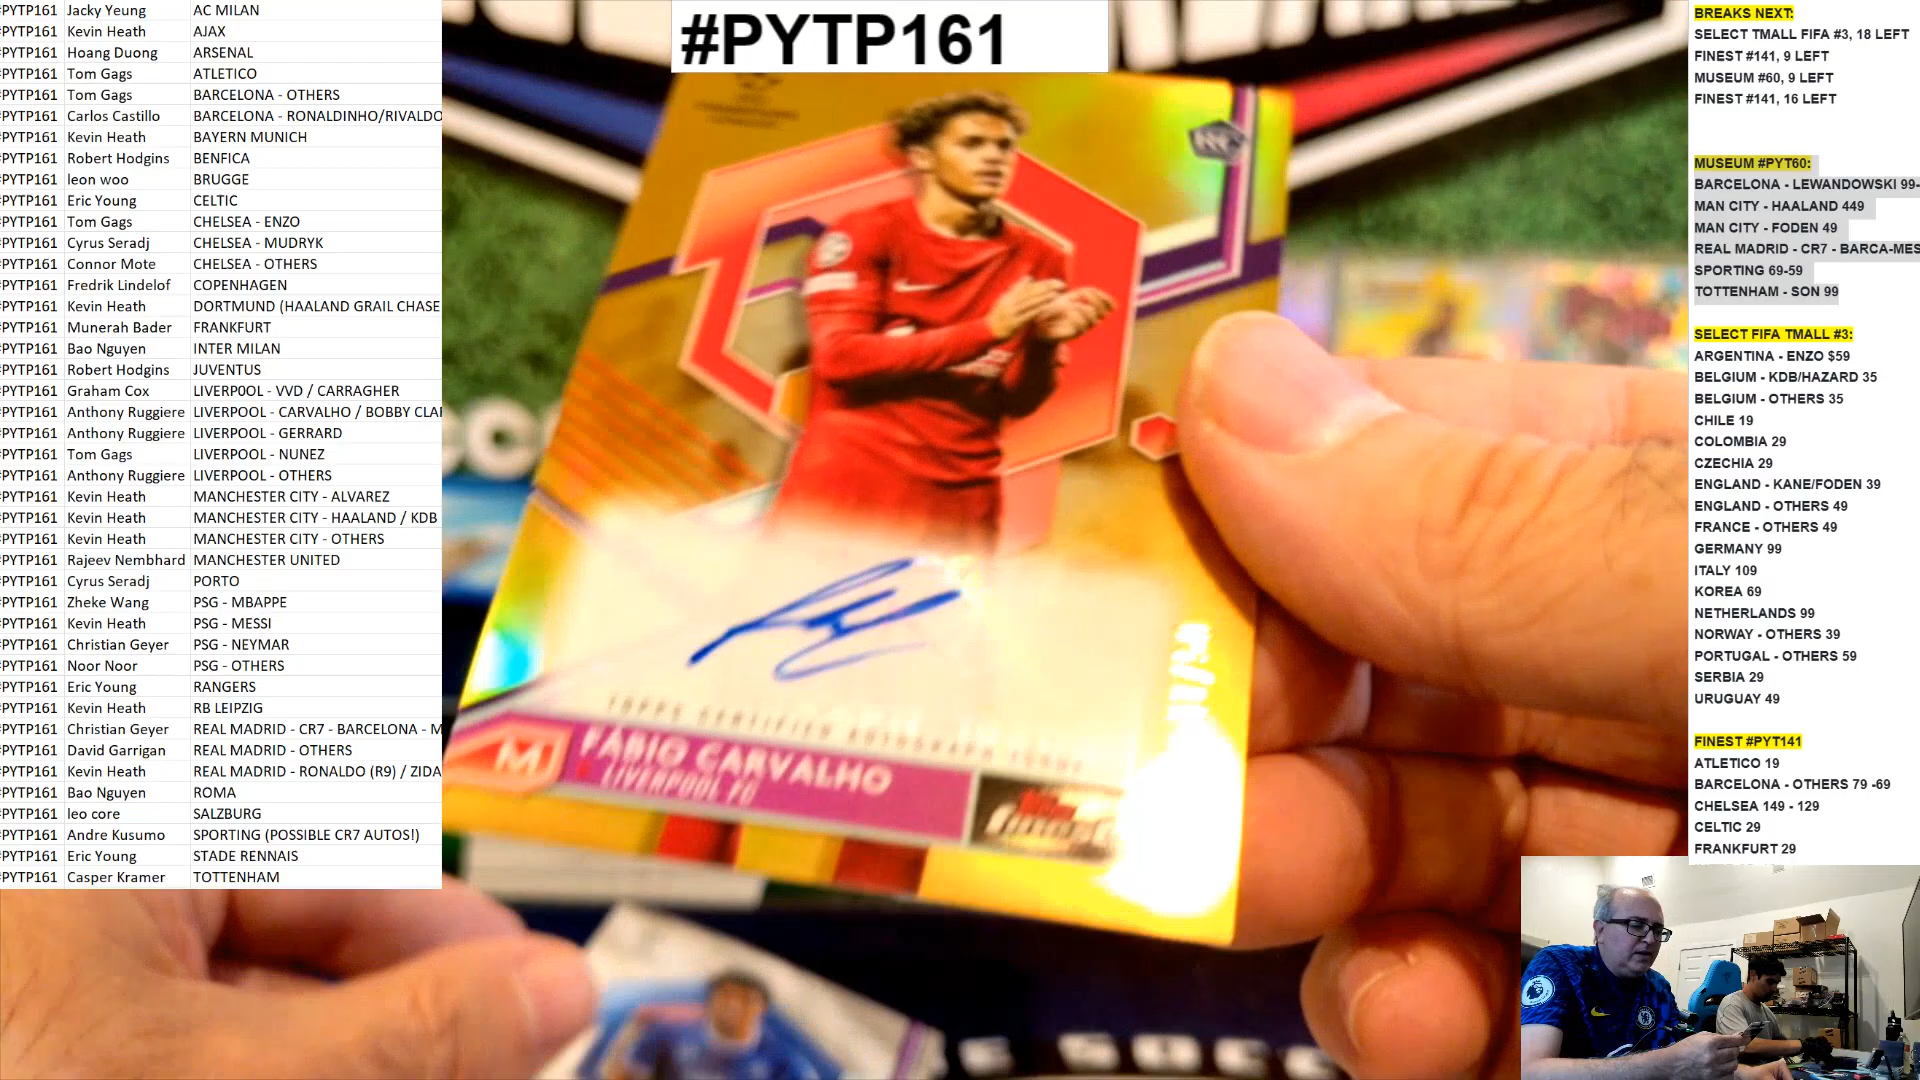 #PYTP161
#PYTP161 Jacky Yeung AC MILAN
#PYTP161 Kevin Heath AJAX
#PYTP161 Hoang Duong ARSENAL
#PYTP161 Tom Gags ATLETICO
#PYTP161 Tom Gags BARCELONA - OTHERS
#PYTP161 Carlos Castillo BARCELONA - RONALDINHO/RIVALDO
#PYTP161 Kevin Heath BAYERN MUNICH
#PYTP161 Robert Hodgins BENFICA
#PYTP161 leon woo BRUGGE
#PYTP161 Eric Young CELTIC
#PYTP161 Tom Gags CHELSEA - ENZO
#PYTP161 Cyrus Seradj CHELSEA - MUDRYK
#PYTP161 Connor Mote CHELSEA - OTHERS
#PYTP161 Fredrik Lindelof COPENHAGEN
#PYTP161 Kevin Heath DORTMUND (HAALAND GRAIL CHASE
#PYTP161 Munerah Bader FRANKFURT
#PYTP161 Bao Nguyen INTER MILAN
#PYTP161 Robert Hodgins JUVENTUS
#PYTP161 Graham Cox LIVERP0OL - VVD / CARRAGHER
#PYTP161 Anthony Ruggiere LIVERPOOL - CARVALHO / BOBBY CLAR
#PYTP161 Anthony Ruggiere LIVERPOOL - GERRARD
#PYTP161 Tom Gags LIVERPOOL - NUNEZ
#PYTP161 Anthony Ruggiere LIVERPOOL - OTHERS
#PYTP161 Kevin Heath MANCHESTER CITY - ALVAREZ
#PYTP161 Kevin Heath MANCHESTER CITY - HAALAND / KDB
#PYTP161 Kevin Heath MANCHESTER CITY - OTHERS
#PYTP161 Rajeev Nembhard MANCHESTER UNITED
#PYTP161 Cyrus Seradj PORTO
#PYTP161 Zheke Wang PSG - MBAPPE
#PYTP161 Kevin Heath PSG - MESSI
#PYTP161 Christian Geyer PSG - NEYMAR
#PYTP161 Noor Noor PSG - OTHERS
#PYTP161 Eric Young RANGERS
#PYTP161 Kevin Heath RB LEIPZIG
#PYTP161 Christian Geyer REAL MADRID - CR7 - BARCELONA - M
#PYTP161 David Garrigan REAL MADRID - OTHERS
#PYTP161 Kevin Heath REAL MADRID - RONALDO (R9) / ZIDA
#PYTP161 Bao Nguyen ROMA
#PYTP161 leo core SALZBURG
#PYTP161 Andre Kusumo SPORTING (POSSIBLE CR7 AUTOS!)
#PYTP161 Eric Young STADE RENNAIS
#PYTP161 Casper Kramer TOTTENHAM
RC
TOPPS CERTIFIED AUTOGRAPH ISSUE
M
FABIO CARVALHO
LIVERPOOL FC
Finest
BREAKS NEXT:
SELECT TMALL FIFA #3, 18 LEFT
FINEST #141, 9 LEFT
MUSEUM #60, 9 LEFT
FINEST #141, 16 LEFT
MUSEUM #PYT60:
BARCELONA - LEWANDOWSKI 99-
MAN CITY - HAALAND 449
MAN CITY - FODEN 49
REAL MADRID - CR7 - BARCA-MES
SPORTING 69-59
TOTTENHAM - SON 99
SELECT FIFA TMALL #3:
ARGENTINA - ENZO $59
BELGIUM - KDB/HAZARD 35
BELGIUM - OTHERS 35
CHILE 19
COLOMBIA 29
CZECHIA 29
ENGLAND - KANE/FODEN 39
ENGLAND - OTHERS 49
FRANCE - OTHERS 49
GERMANY 99
ITALY 109
KOREA 69
NETHERLANDS 99
NORWAY - OTHERS 39
PORTUGAL - OTHERS 59
SERBIA 29
URUGUAY 49
FINEST #PYT141
ATLETICO 19
BARCELONA - OTHERS 79 -69
CHELSEA 149 - 129
CELTIC 29
FRANKFURT 29